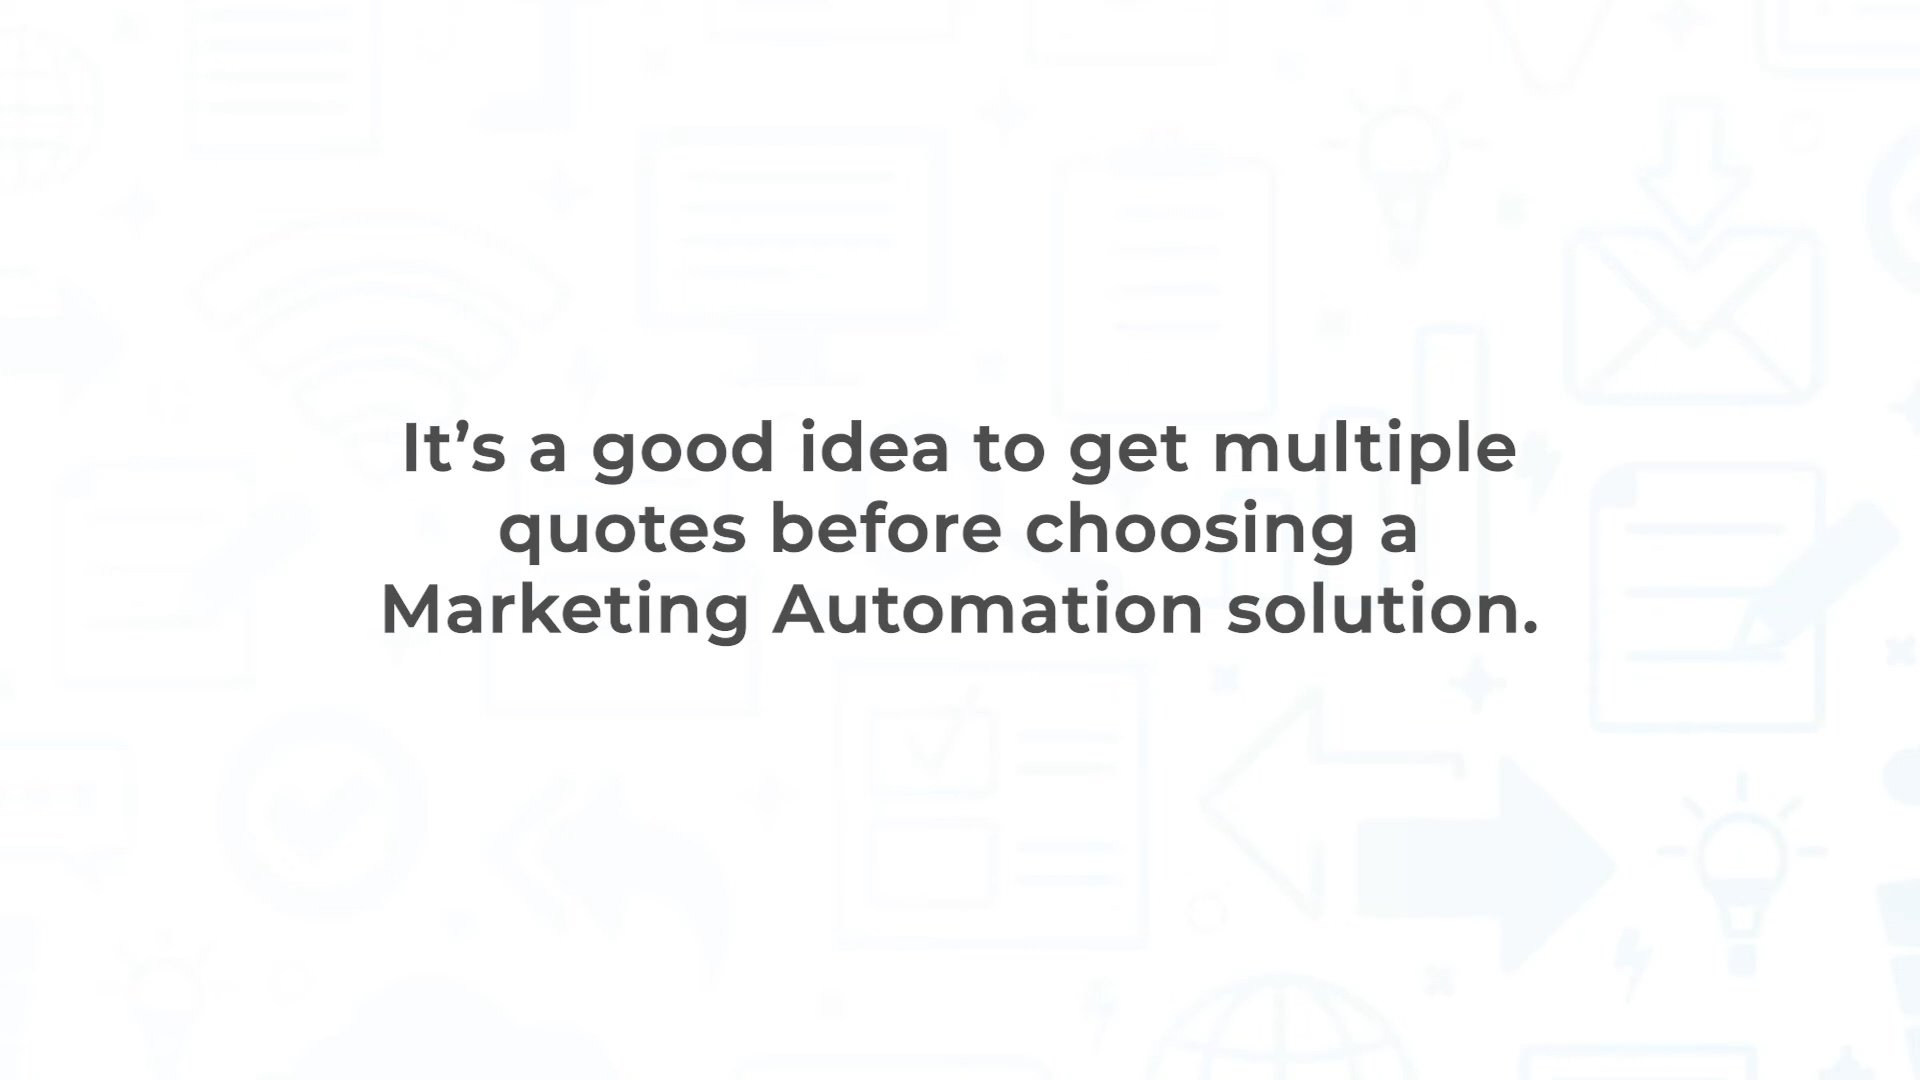 It’s a good idea to get multiple
quotes before choosing a
Marketing Automation solution.